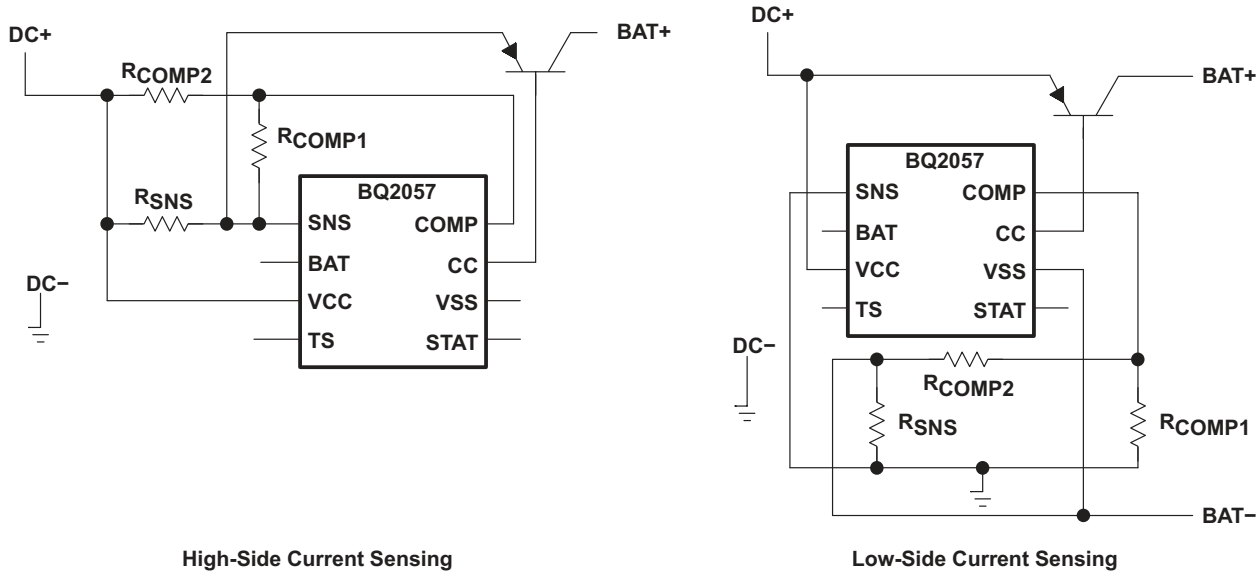 DC+
BAT+
RCOMP2
RCOMP1
RSNS
BQ2057
SNS
COMP
BAT
CC
DC−
VCC
VSS
TS
STAT
High-Side Current Sensing
DC+
BAT+
BQ2057
SNS
COMP
BAT
CC
VCC
VSS
TS
STAT
DC−
RCOMP2
RSNS
RCOMP1
BAT−
Low-Side Current Sensing